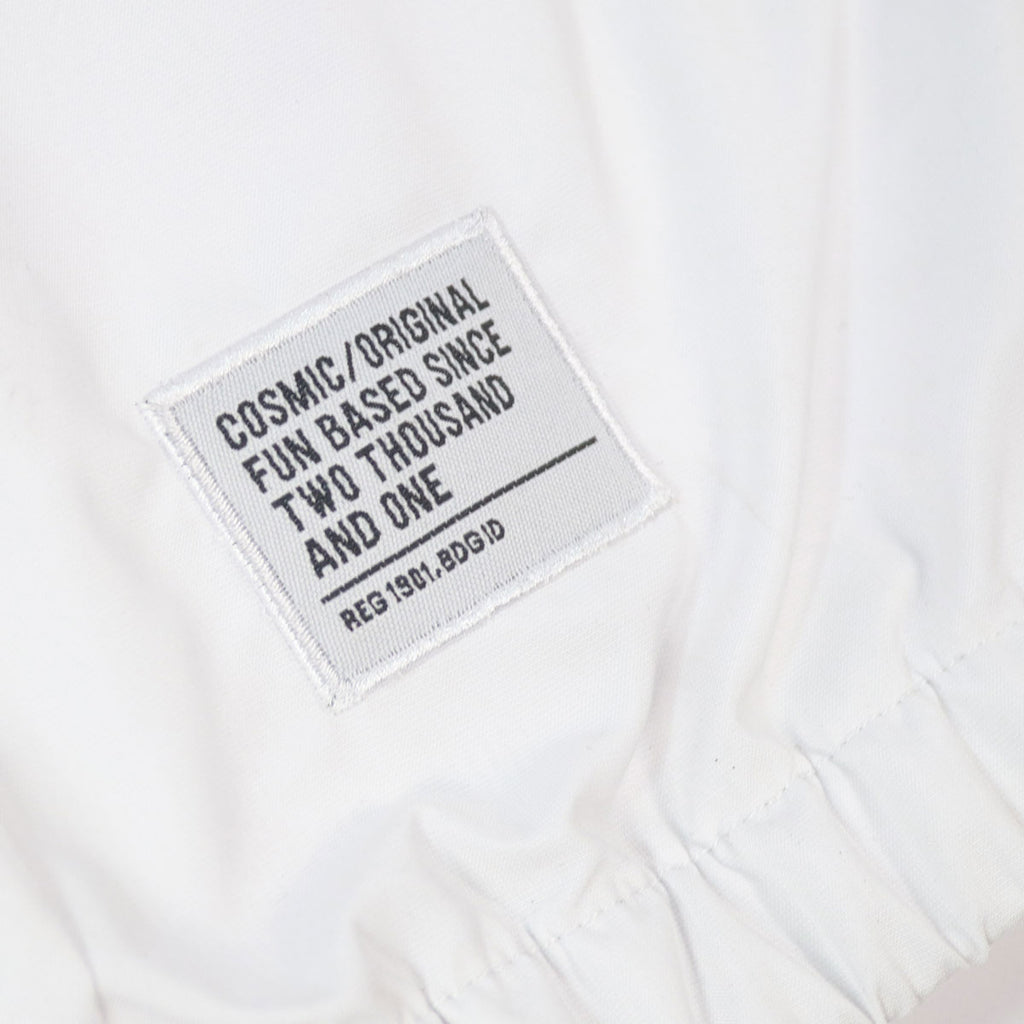 COSMIC/ORIGINAL
FUN BASED SINCE
TWO THOUSAND
AND ONE
REG 1901, BDG ID